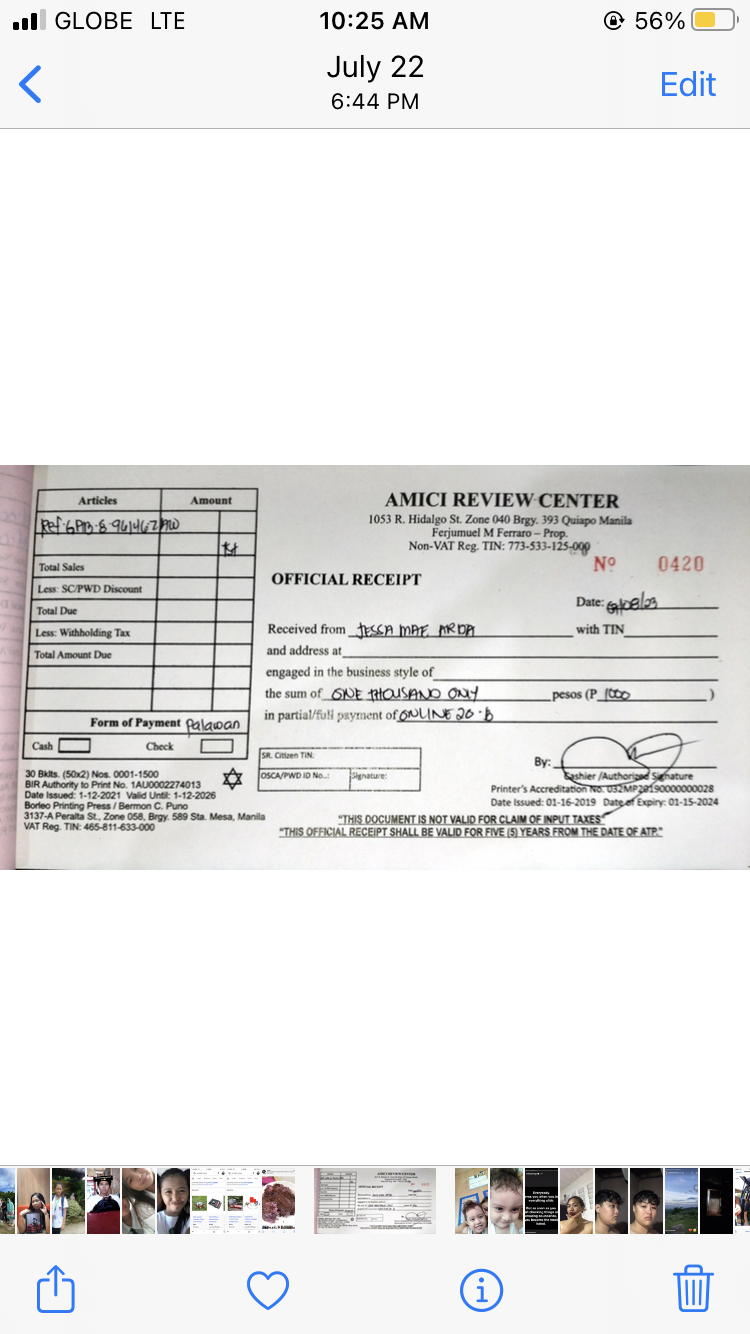 GLOBE LTE 10:25 AM 56%
July 22
6:44 PM
Edit
Articles Amount
Total Sales
Less: SC/PWD Discount
Total Due
Less: Withholding Tax
Total Amount Due
Form of Payment Palawan
Cash Check
30 Bklts. (50x2) Nos. 0001-1500
BIR Authority to Print No. 1AU0002274013
Date Issued: 1-12-2021 Valid Until: 1-12-2026
Borleo Printing Press / Bermon C. Puno
3137-A Peralta St., Zone 058, Brgy. 589 Sta. Mesa, Manila
VAT Reg. TIN: 465-811-633-000
AMICI REVIEW CENTER
1053 R. Hidalgo St. Zone 040 Brgy. 393 Quiapo Manila
Ferjumuel M Ferraro – Prop.
Non-VAT Reg. TIN: 773-533-125-000
Nº 0420
OFFICIAL RECEIPT
Date:
Received from JESSA MAE ARDA with TIN
and address at
engaged in the business style of
the sum of ONE THOUSAND ONLY pesos (P 1000 )
in partial/full payment of ONLINE 20-B
SR. Citizen TIN:
OSCA/PWD ID No.: Signature:
By:
Cashier /Authorized Signature
Printer's Accreditation No. 032MP20190000000028
Date Issued: 01-16-2019 Date of Expiry: 01-15-2024
"THIS DOCUMENT IS NOT VALID FOR CLAIM OF INPUT TAXES"
"THIS OFFICIAL RECEIPT SHALL BE VALID FOR FIVE (5) YEARS FROM THE DATE OF ATP."